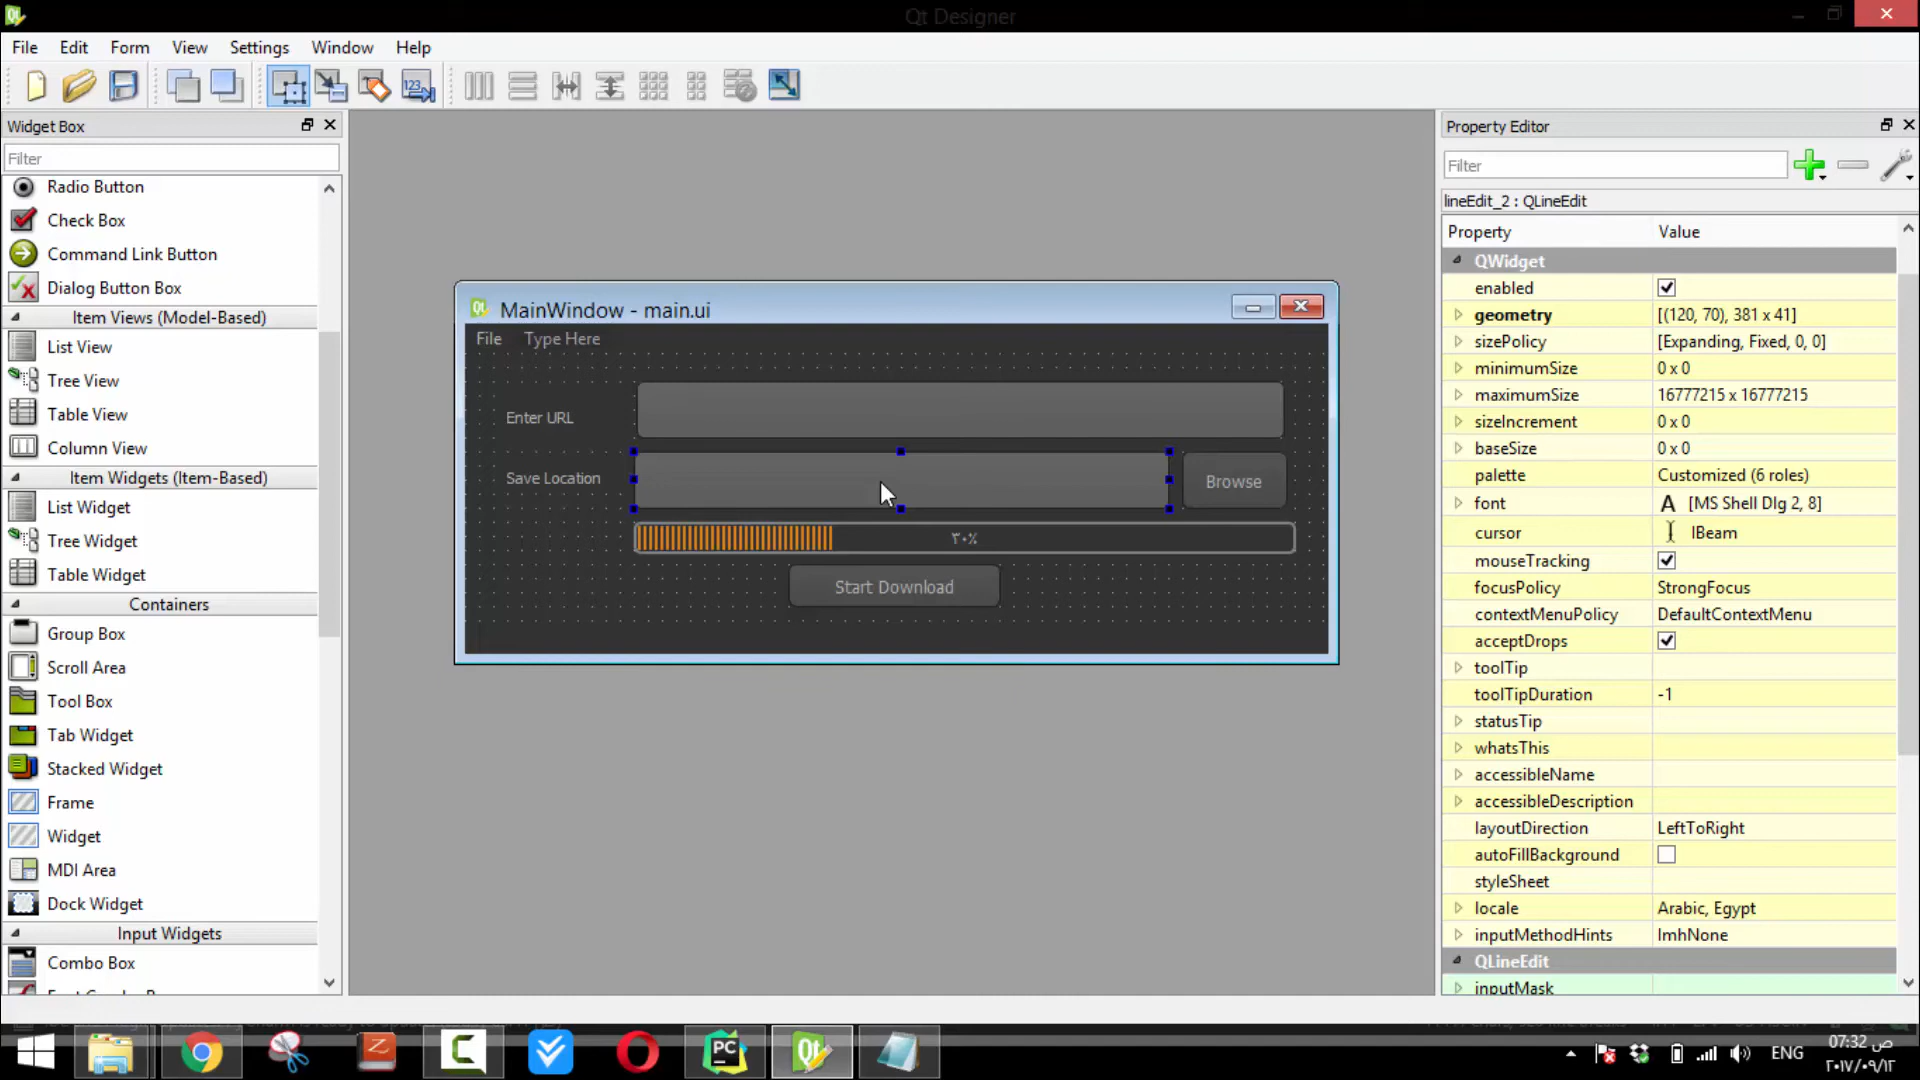 Qt Designer
File Edit Form View Settings Window Help
Widget Box
Filter
Radio Button
Check Box
Command Link Button
Dialog Button Box
Item Views (Model-Based)
List View
Tree View
Table View
Column View
Item Widgets (Item-Based)
List Widget
Tree Widget
Table Widget
Containers
Group Box
Scroll Area
Tool Box
Tab Widget
Stacked Widget
Frame
Widget
MDI Area
Dock Widget
Input Widgets
Combo Box
MainWindow - main.ui
File Type Here
Enter URL
Save Location
Browse
٣٠%
Start Download
Property Editor
Filter
lineEdit_2 : QLineEdit
Property Value
QWidget
enabled
geometry [(120, 70), 381 x 41]
sizePolicy [Expanding, Fixed, 0, 0]
minimumSize 0 x 0
maximumSize 16777215 x 16777215
sizeIncrement 0 x 0
baseSize 0 x 0
palette Customized (6 roles)
font A [MS Shell Dlg 2, 8]
cursor IBeam
mouseTracking
focusPolicy StrongFocus
contextMenuPolicy DefaultContextMenu
acceptDrops
toolTip
toolTipDuration -1
statusTip
whatsThis
accessibleName
accessibleDescription
layoutDirection LeftToRight
autoFillBackground
styleSheet
locale Arabic, Egypt
inputMethodHints ImhNone
QLineEdit
inputMask
ENG
07:32 ص
٢٠١٧/٠٩/١٢